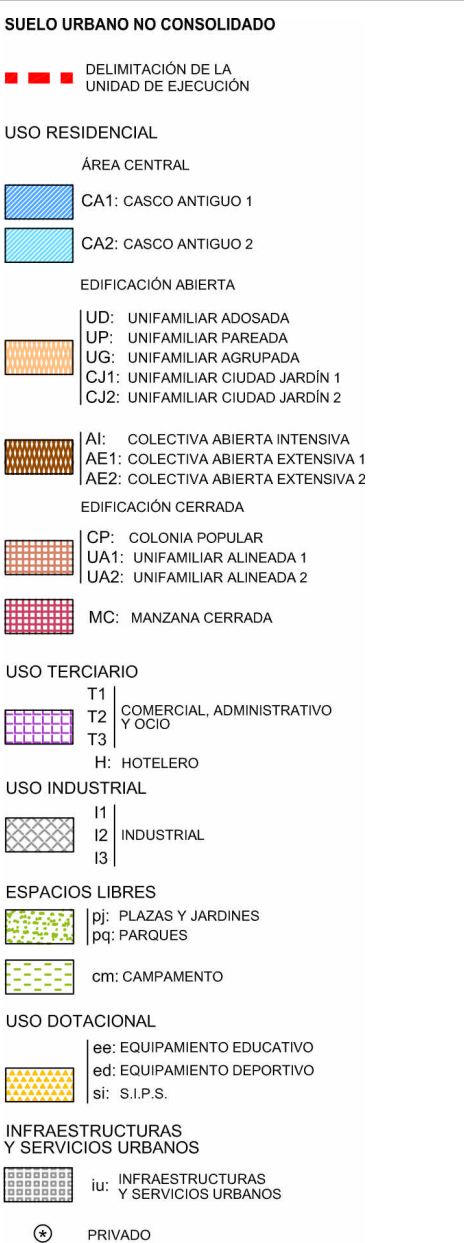 SUELO URBANO NO CONSOLIDADO
DELIMITACIÓN DE LA
UNIDAD DE EJECUCIÓN
USO RESIDENCIAL
ÁREA CENTRAL
CA1: CASCO ANTIGUO 1
CA2: CASCO ANTIGUO 2
EDIFICACIÓN ABIERTA
UD: UNIFAMILIAR ADOSADA
UP: UNIFAMILIAR PAREADA
UG: UNIFAMILIAR AGRUPADA
CJ1: UNIFAMILIAR CIUDAD JARDÍN 1
CJ2: UNIFAMILIAR CIUDAD JARDÍN 2
AI: COLECTIVA ABIERTA INTENSIVA
AE1: COLECTIVA ABIERTA EXTENSIVA 1
AE2: COLECTIVA ABIERTA EXTENSIVA 2
EDIFICACIÓN CERRADA
CP: COLONIA POPULAR
UA1: UNIFAMILIAR ALINEADA 1
UA2: UNIFAMILIAR ALINEADA 2
MC: MANZANA CERRADA
USO TERCIARIO
T1
T2 COMERCIAL, ADMINISTRATIVO
Y OCIO
T3
H: HOTELERO
USO INDUSTRIAL
I1
I2 INDUSTRIAL
I3
ESPACIOS LIBRES
pj: PLAZAS Y JARDINES
pq: PARQUES
cm: CAMPAMENTO
USO DOTACIONAL
ee: EQUIPAMIENTO EDUCATIVO
ed: EQUIPAMIENTO DEPORTIVO
si: S.I.P.S.
INFRAESTRUCTURAS
Y SERVICIOS URBANOS
iu: INFRAESTRUCTURAS
Y SERVICIOS URBANOS
* PRIVADO